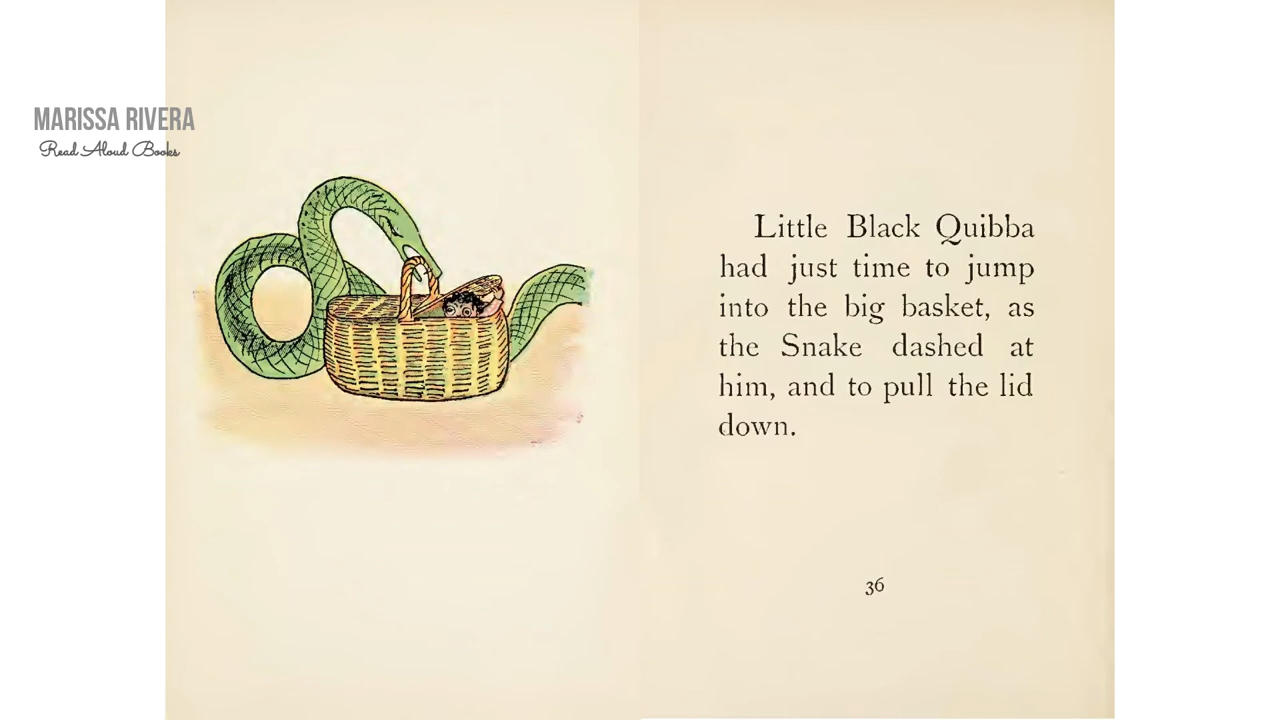 MARISSA RIVERA
Read Aloud Books
Little Black Quibba
had just time to jump
into the big basket, as
the Snake dashed at
him, and to pull the lid
down.
36